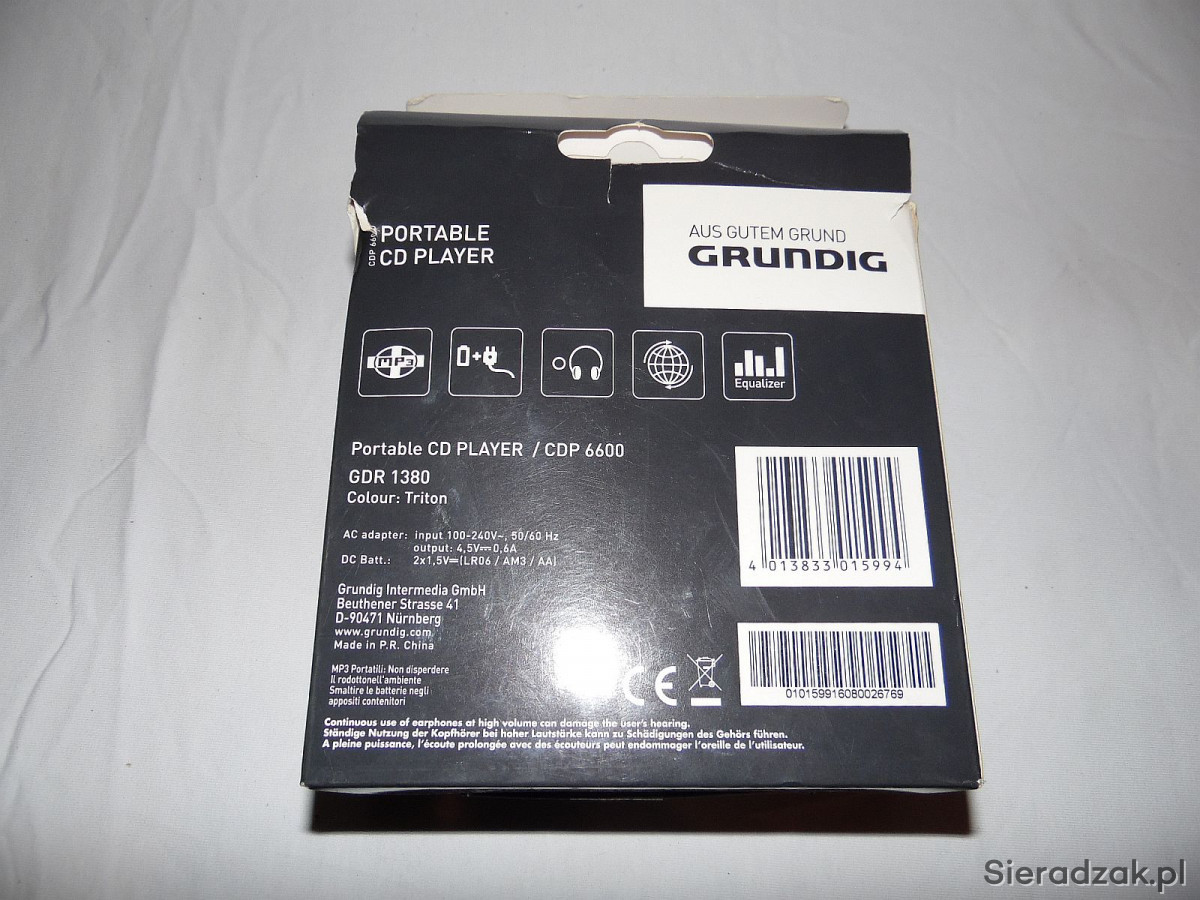 CDP 6600
PORTABLE
CD PLAYER
AUS GUTEM GRUND
GRUNDIG
MP3
Equalizer
Portable CD PLAYER / CDP 6600
GDR 1380
Colour: Triton
AC adapter: input 100-240V~, 50/60 Hz
output: 4,5V⎓0,6A
DC Batt.: 2x1,5V⎓(LR06 / AM3 / AA)
4 013833 015994
Grundig Intermedia GmbH
Beuthener Strasse 41
D-90471 Nürnberg
www.grundig.com
Made in P.R. China
MP3 Portatili: Non disperdere
Il rodottonell'ambiente
Smaltire le batterie negli
appositi contenitori
CE
010159916080026769
Continuous use of earphones at high volume can damage the user's hearing.
Ständige Nutzung der Kopfhörer bei hoher Lautstärke kann zu Schädigungen des Gehörs führen.
A pleine puissance, l'écoute prolongée avec des écouteurs peut endommager l'oreille de l'utilisateur.
Sieradzak.pl